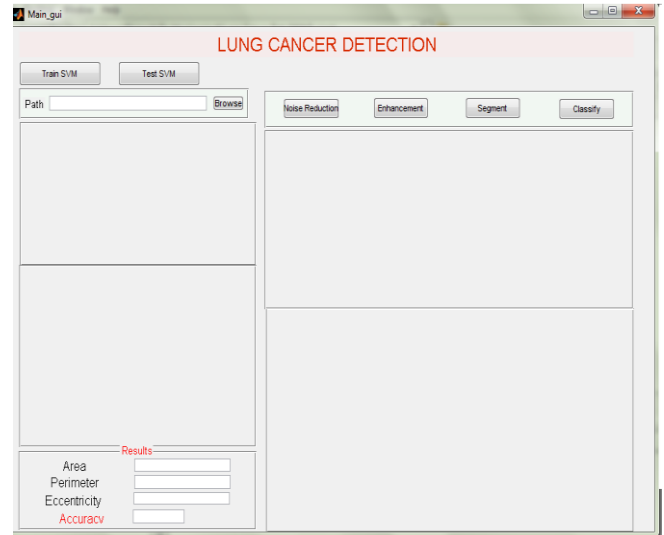 Main_gui
LUNG CANCER DETECTION
Train SVM Test SVM
Path Browse
Noise Reduction Enhancement Segment Classify
Results
Area
Perimeter
Eccentricity
Accuracy